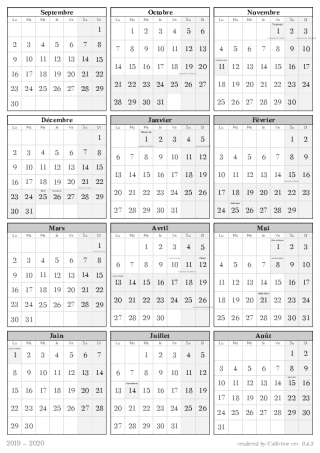 Septembre
Lu Ma Me Je Ve Sa Di
1
2 3 4 5 6 7 8
9 10 11 12 13 14 15
16 17 18 19 20 21 22
23 24 25 26 27 28 29
30
Octobre
Lu Ma Me Je Ve Sa Di
1 2 3 4 5 6
7 8 9 10 11 12 13
14 15 16 17 18 19 20
21 22 23 24 25 26 27
28 29 30 31
Novembre
Lu Ma Me Je Ve Sa Di
1 2 3
4 5 6 7 8 9 10
11 12 13 14 15 16 17
18 19 20 21 22 23 24
25 26 27 28 29 30
Décembre
Lu Ma Me Je Ve Sa Di
1
2 3 4 5 6 7 8
9 10 11 12 13 14 15
16 17 18 19 20 21 22
23 24 25 26 27 28 29
30 31
Janvier
Lu Ma Me Je Ve Sa Di
1 2 3 4 5
6 7 8 9 10 11 12
13 14 15 16 17 18 19
20 21 22 23 24 25 26
27 28 29 30 31
Février
Lu Ma Me Je Ve Sa Di
1 2
3 4 5 6 7 8 9
10 11 12 13 14 15 16
17 18 19 20 21 22 23
24 25 26 27 28 29
Mars
Lu Ma Me Je Ve Sa Di
1
2 3 4 5 6 7 8
9 10 11 12 13 14 15
16 17 18 19 20 21 22
23 24 25 26 27 28 29
30 31
Avril
Lu Ma Me Je Ve Sa Di
1 2 3 4 5
6 7 8 9 10 11 12
13 14 15 16 17 18 19
20 21 22 23 24 25 26
27 28 29 30
Mai
Lu Ma Me Je Ve Sa Di
1 2 3
4 5 6 7 8 9 10
11 12 13 14 15 16 17
18 19 20 21 22 23 24
25 26 27 28 29 30 31
Juin
Lu Ma Me Je Ve Sa Di
1 2 3 4 5 6 7
8 9 10 11 12 13 14
15 16 17 18 19 20 21
22 23 24 25 26 27 28
29 30
Juillet
Lu Ma Me Je Ve Sa Di
1 2 3 4 5
6 7 8 9 10 11 12
13 14 15 16 17 18 19
20 21 22 23 24 25 26
27 28 29 30 31
Août
Lu Ma Me Je Ve Sa Di
1 2
3 4 5 6 7 8 9
10 11 12 13 14 15 16
17 18 19 20 21 22 23
24 25 26 27 28 29 30
31
2019 – 2020
rendered by ver. 0.4.3